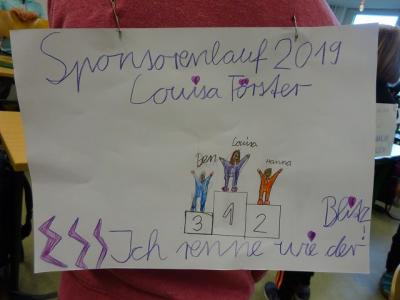 Sponsorenlauf 2019
Louisa Förster
Louisa
Ben
Hanna
3 1 2
Ich renne wie der Blitz!